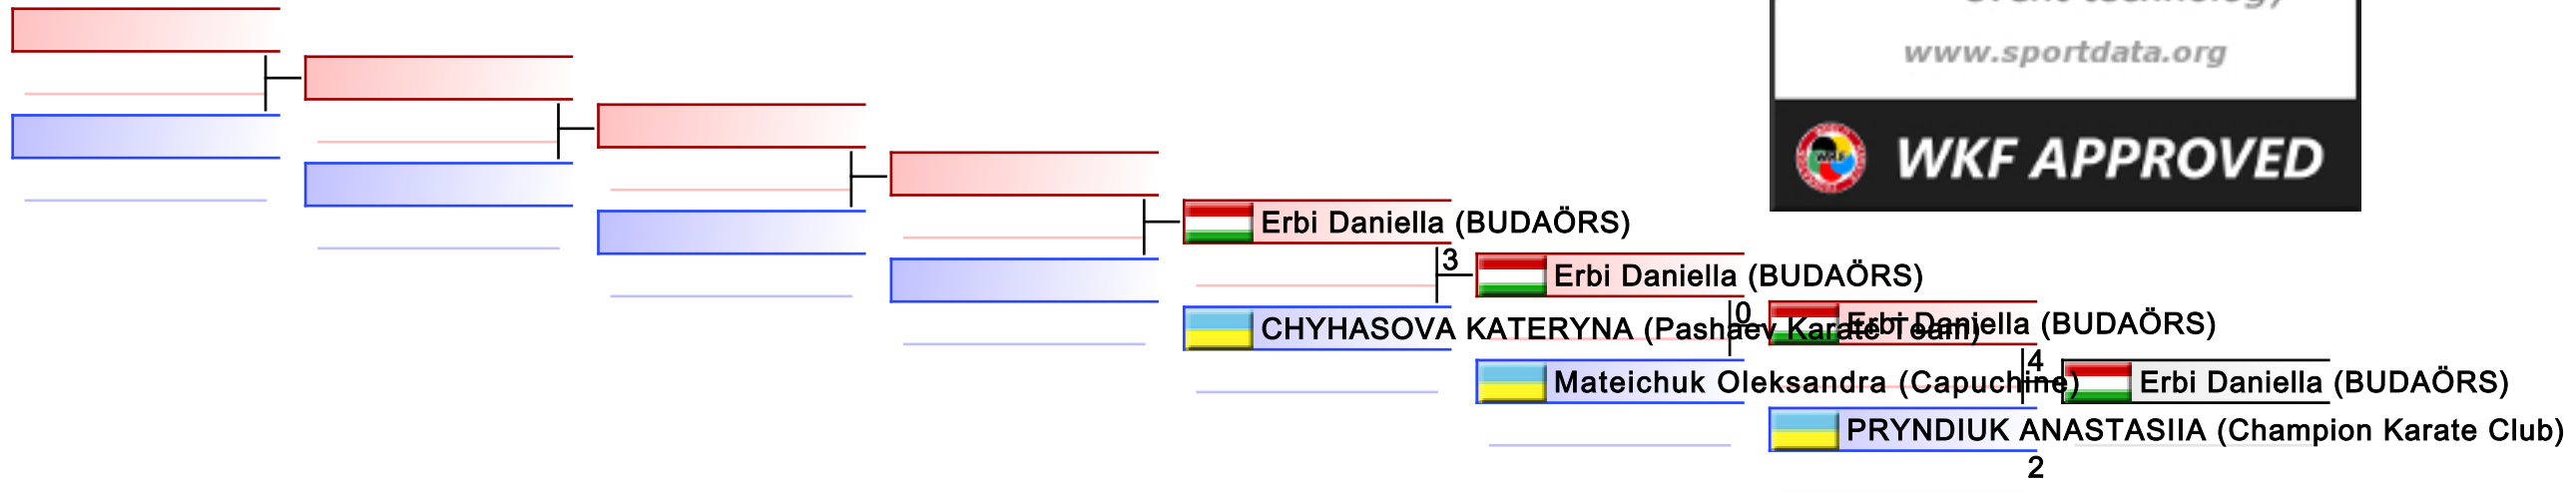 www.sportdata.org
WKF APPROVED
Erbi Daniella (BUDAÖRS)
3
Erbi Daniella (BUDAÖRS)
CHYHASOVA KATERYNA (Pashaev Karate Team)
0
Erbi Daniella (BUDAÖRS)
Mateichuk Oleksandra (Capuchine)
4
Erbi Daniella (BUDAÖRS)
PRYNDIUK ANASTASIIA (Champion Karate Club)
2